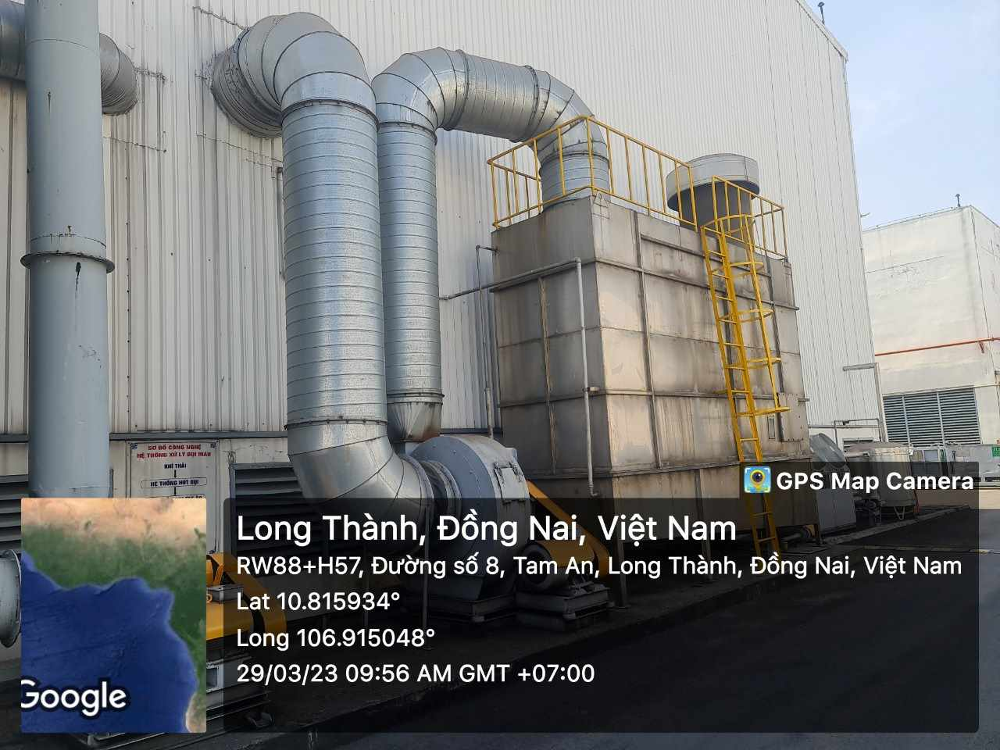 SƠ ĐỒ CÔNG NGHỆ
HỆ THỐNG XỬ LÝ BỤI MÀU
KHÍ THẢI
HỆ THỐNG HÚT BỤI
GPS Map Camera
Long Thành, Đồng Nai, Việt Nam
RW88+H57, Đường số 8, Tam An, Long Thành, Đồng Nai, Việt Nam
Lat 10.815934°
Long 106.915048°
29/03/23 09:56 AM GMT +07:00
Google